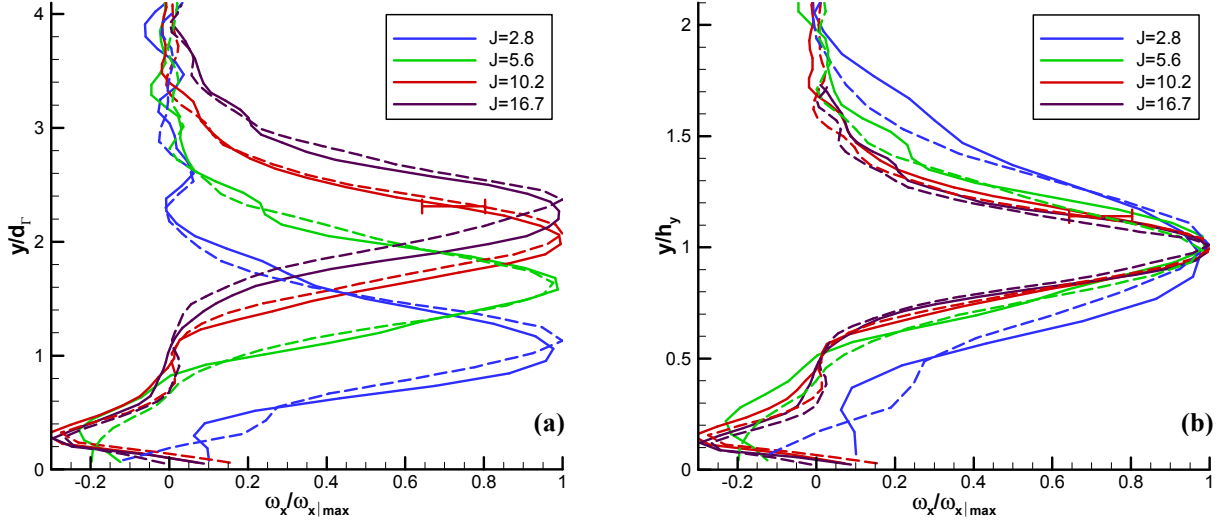 4
3
2
1
0
y/d_Γ
J=2.8
J=5.6
J=10.2
J=16.7
(a)
-0.2 0 0.2 0.4 0.6 0.8 1
ω_x/ω_x|max
2
1.5
1
0.5
0
y/h_y
J=2.8
J=5.6
J=10.2
J=16.7
(b)
-0.2 0 0.2 0.4 0.6 0.8 1
ω_x/ω_x|max